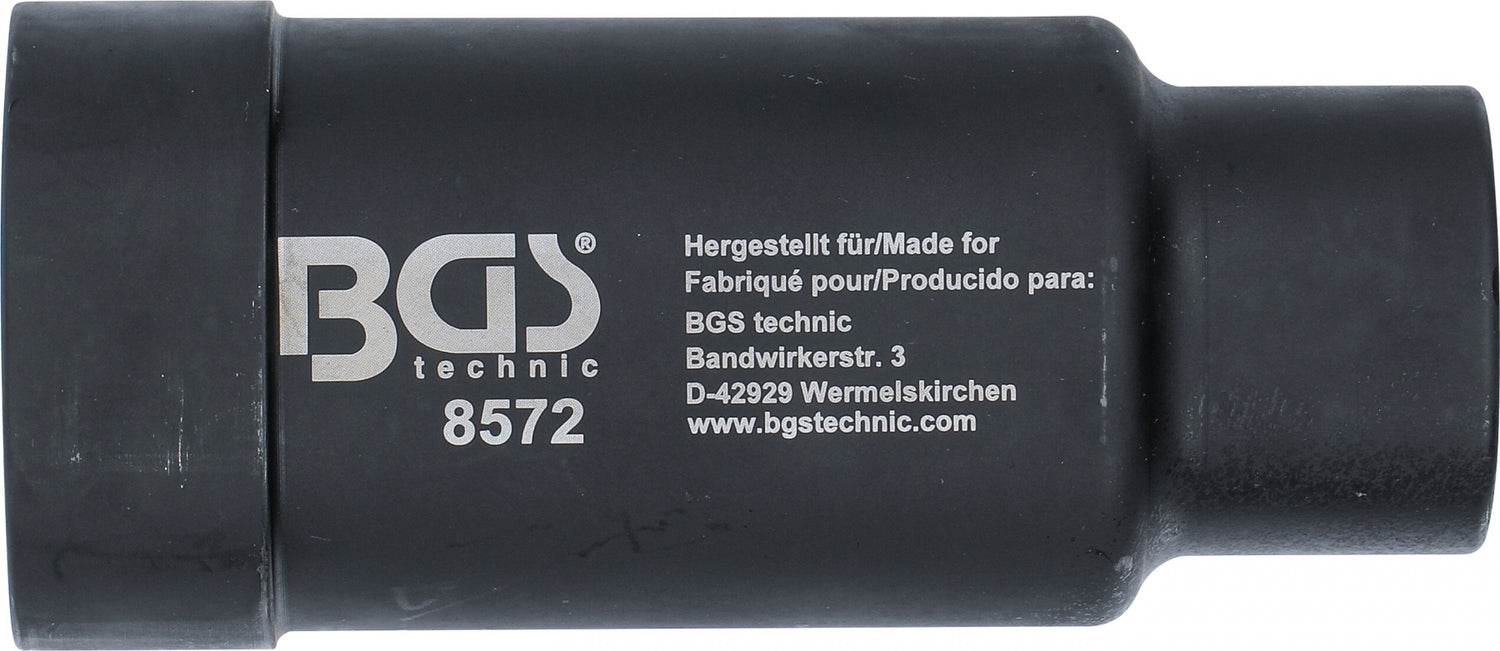 BGS®
technic
8572
Hergestellt für/Made for
Fabriqué pour/Producido para:
BGS technic
Bandwirkerstr. 3
D-42929 Wermelskirchen
www.bgstechnic.com